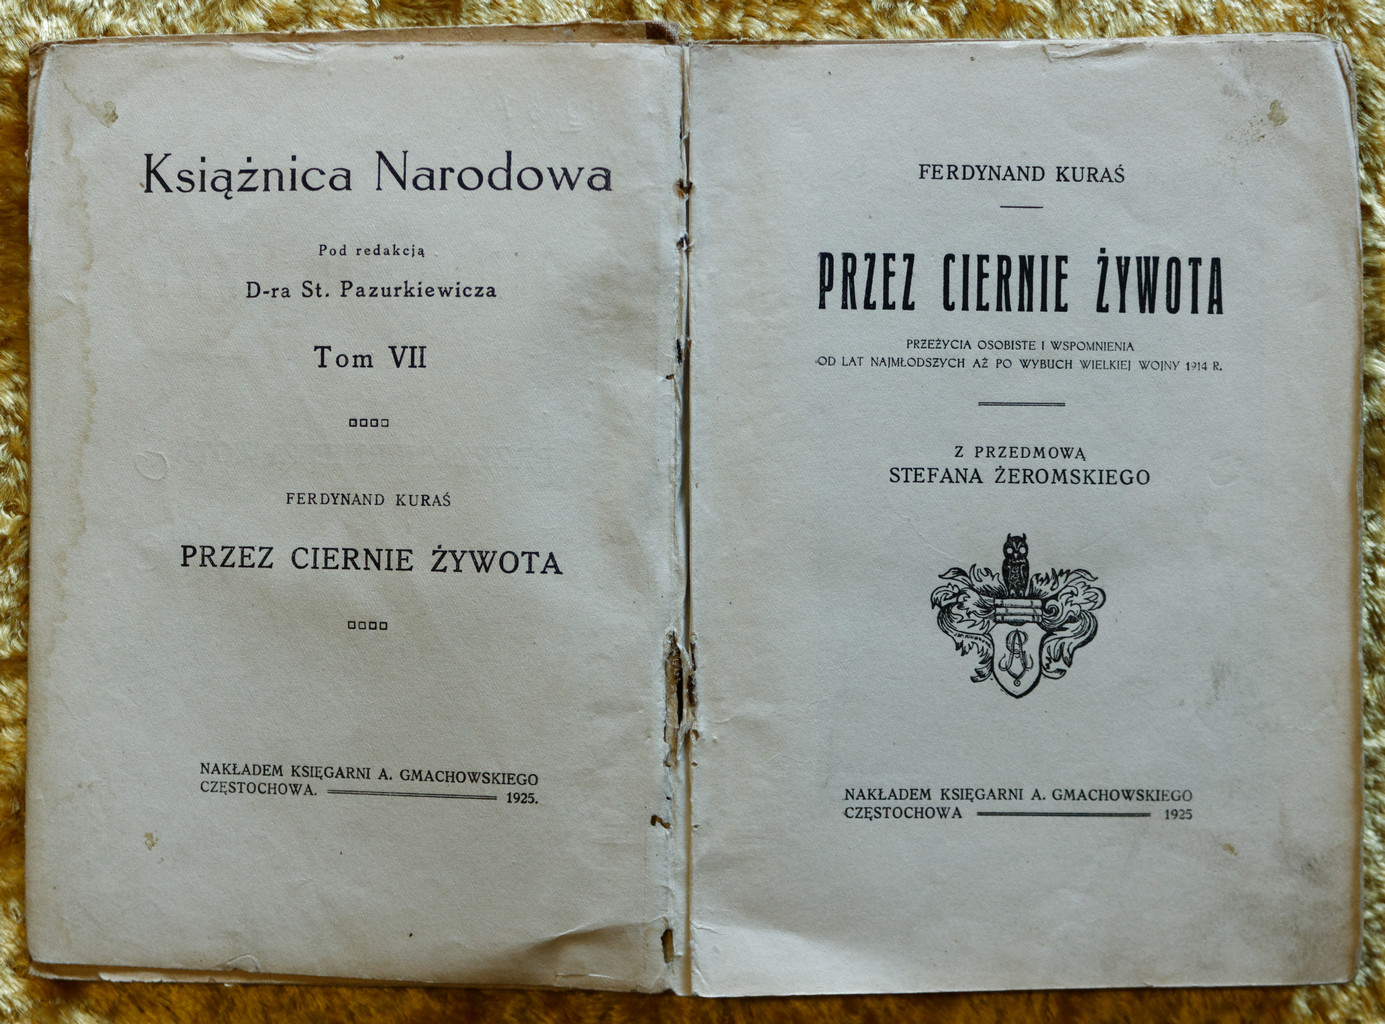 Książnica Narodowa
Pod redakcją
D-ra St. Pazurkiewicza
Tom VII
FERDYNAND KURAŚ
PRZEZ CIERNIE ŻYWOTA
NAKŁADEM KSIĘGARNI A. GMACHOWSKIEGO
CZĘSTOCHOWA. 1925.
FERDYNAND KURAŚ
PRZEZ CIERNIE ŻYWOTA
PRZEŻYCIA OSOBISTE I WSPOMNIENIA
OD LAT NAJMŁODSZYCH AŻ PO WYBUCH WIELKIEJ WOJNY 1914 R.
Z PRZEDMOWĄ
STEFANA ŻEROMSKIEGO
NAKŁADEM KSIĘGARNI A. GMACHOWSKIEGO
CZĘSTOCHOWA 1925